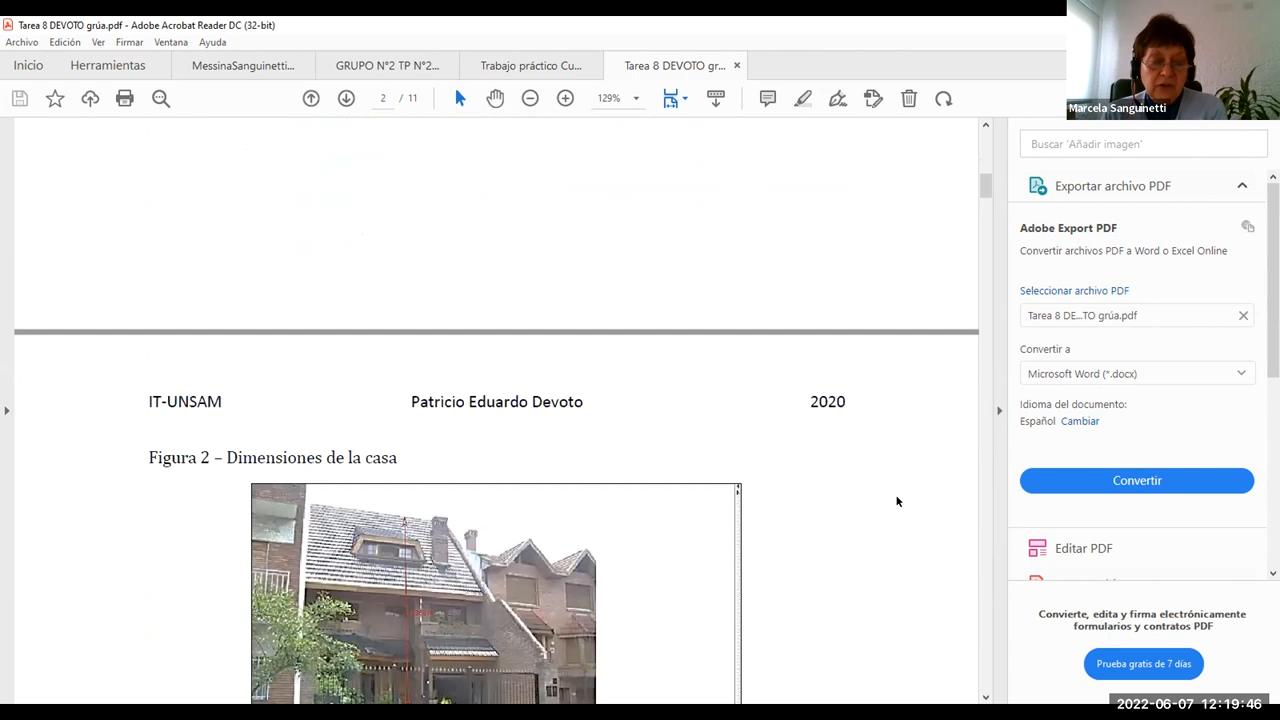 Tarea 8 DEVOTO grúa.pdf - Adobe Acrobat Reader DC (32-bit)
Archivo Edición Ver Firmar Ventana Ayuda
Inicio Herramientas MessinaSanguinetti... GRUPO N°2 TP N°2... Trabajo práctico Cu... Tarea 8 DEVOTO gr... ×
2 / 11 129%
Marcela Sanguinetti
Buscar 'Añadir imagen'
Exportar archivo PDF
Adobe Export PDF
Convertir archivos PDF a Word o Excel Online
Seleccionar archivo PDF
Tarea 8 DE...TO grúa.pdf
Convertir a
Microsoft Word (*.docx)
Idioma del documento:
Español Cambiar
Convertir
Editar PDF
Convierte, edita y firma electrónicamente
formularios y contratos PDF
Prueba gratis de 7 días
IT-UNSAM Patricio Eduardo Devoto 2020
Figura 2 – Dimensiones de la casa
2022-06-07 12:19:46